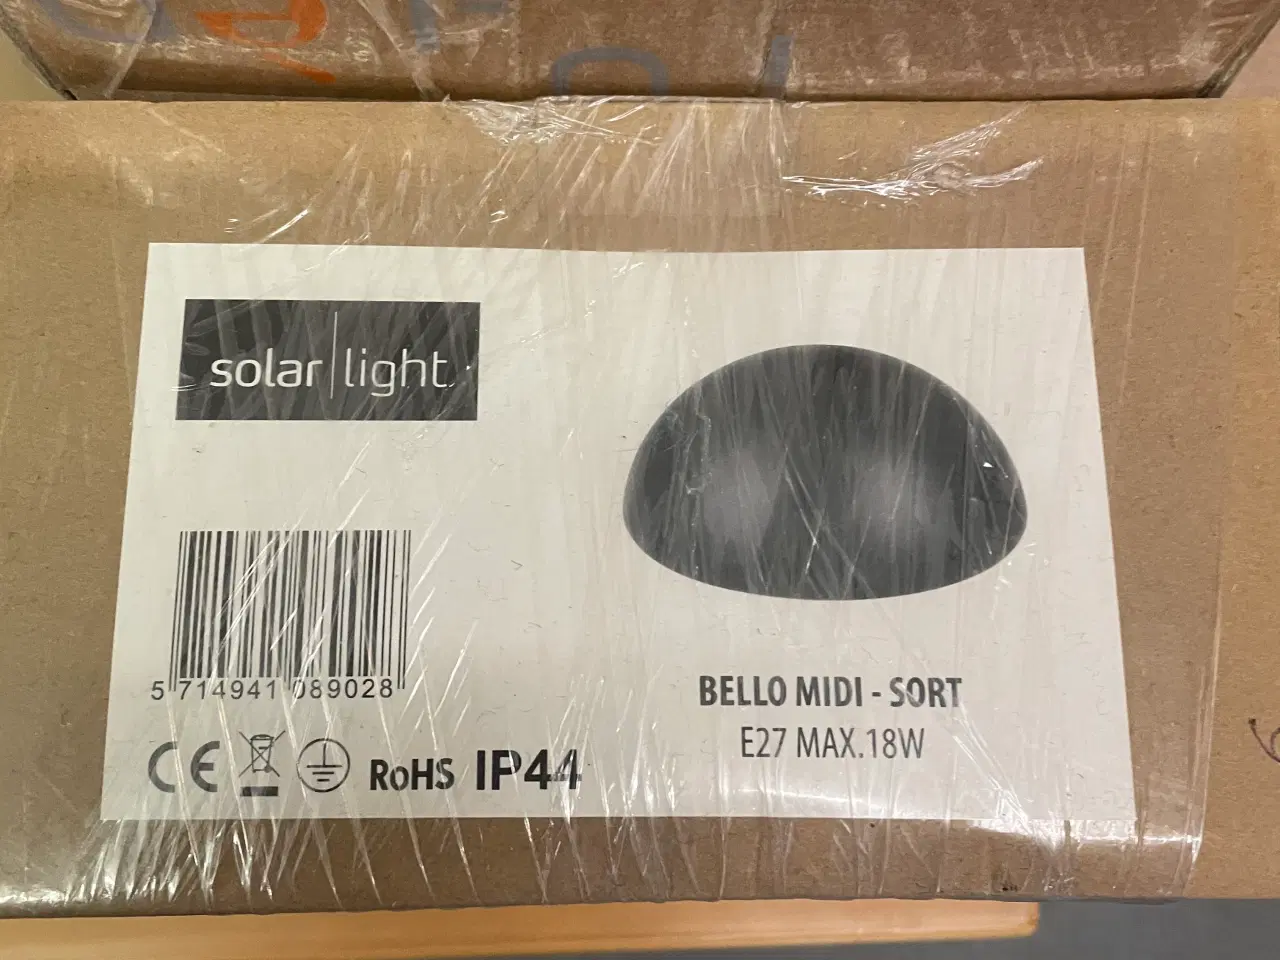 solar light
5 714941 089028
CE RoHS IP44
BELLO MIDI - SORT
E27 MAX.18W